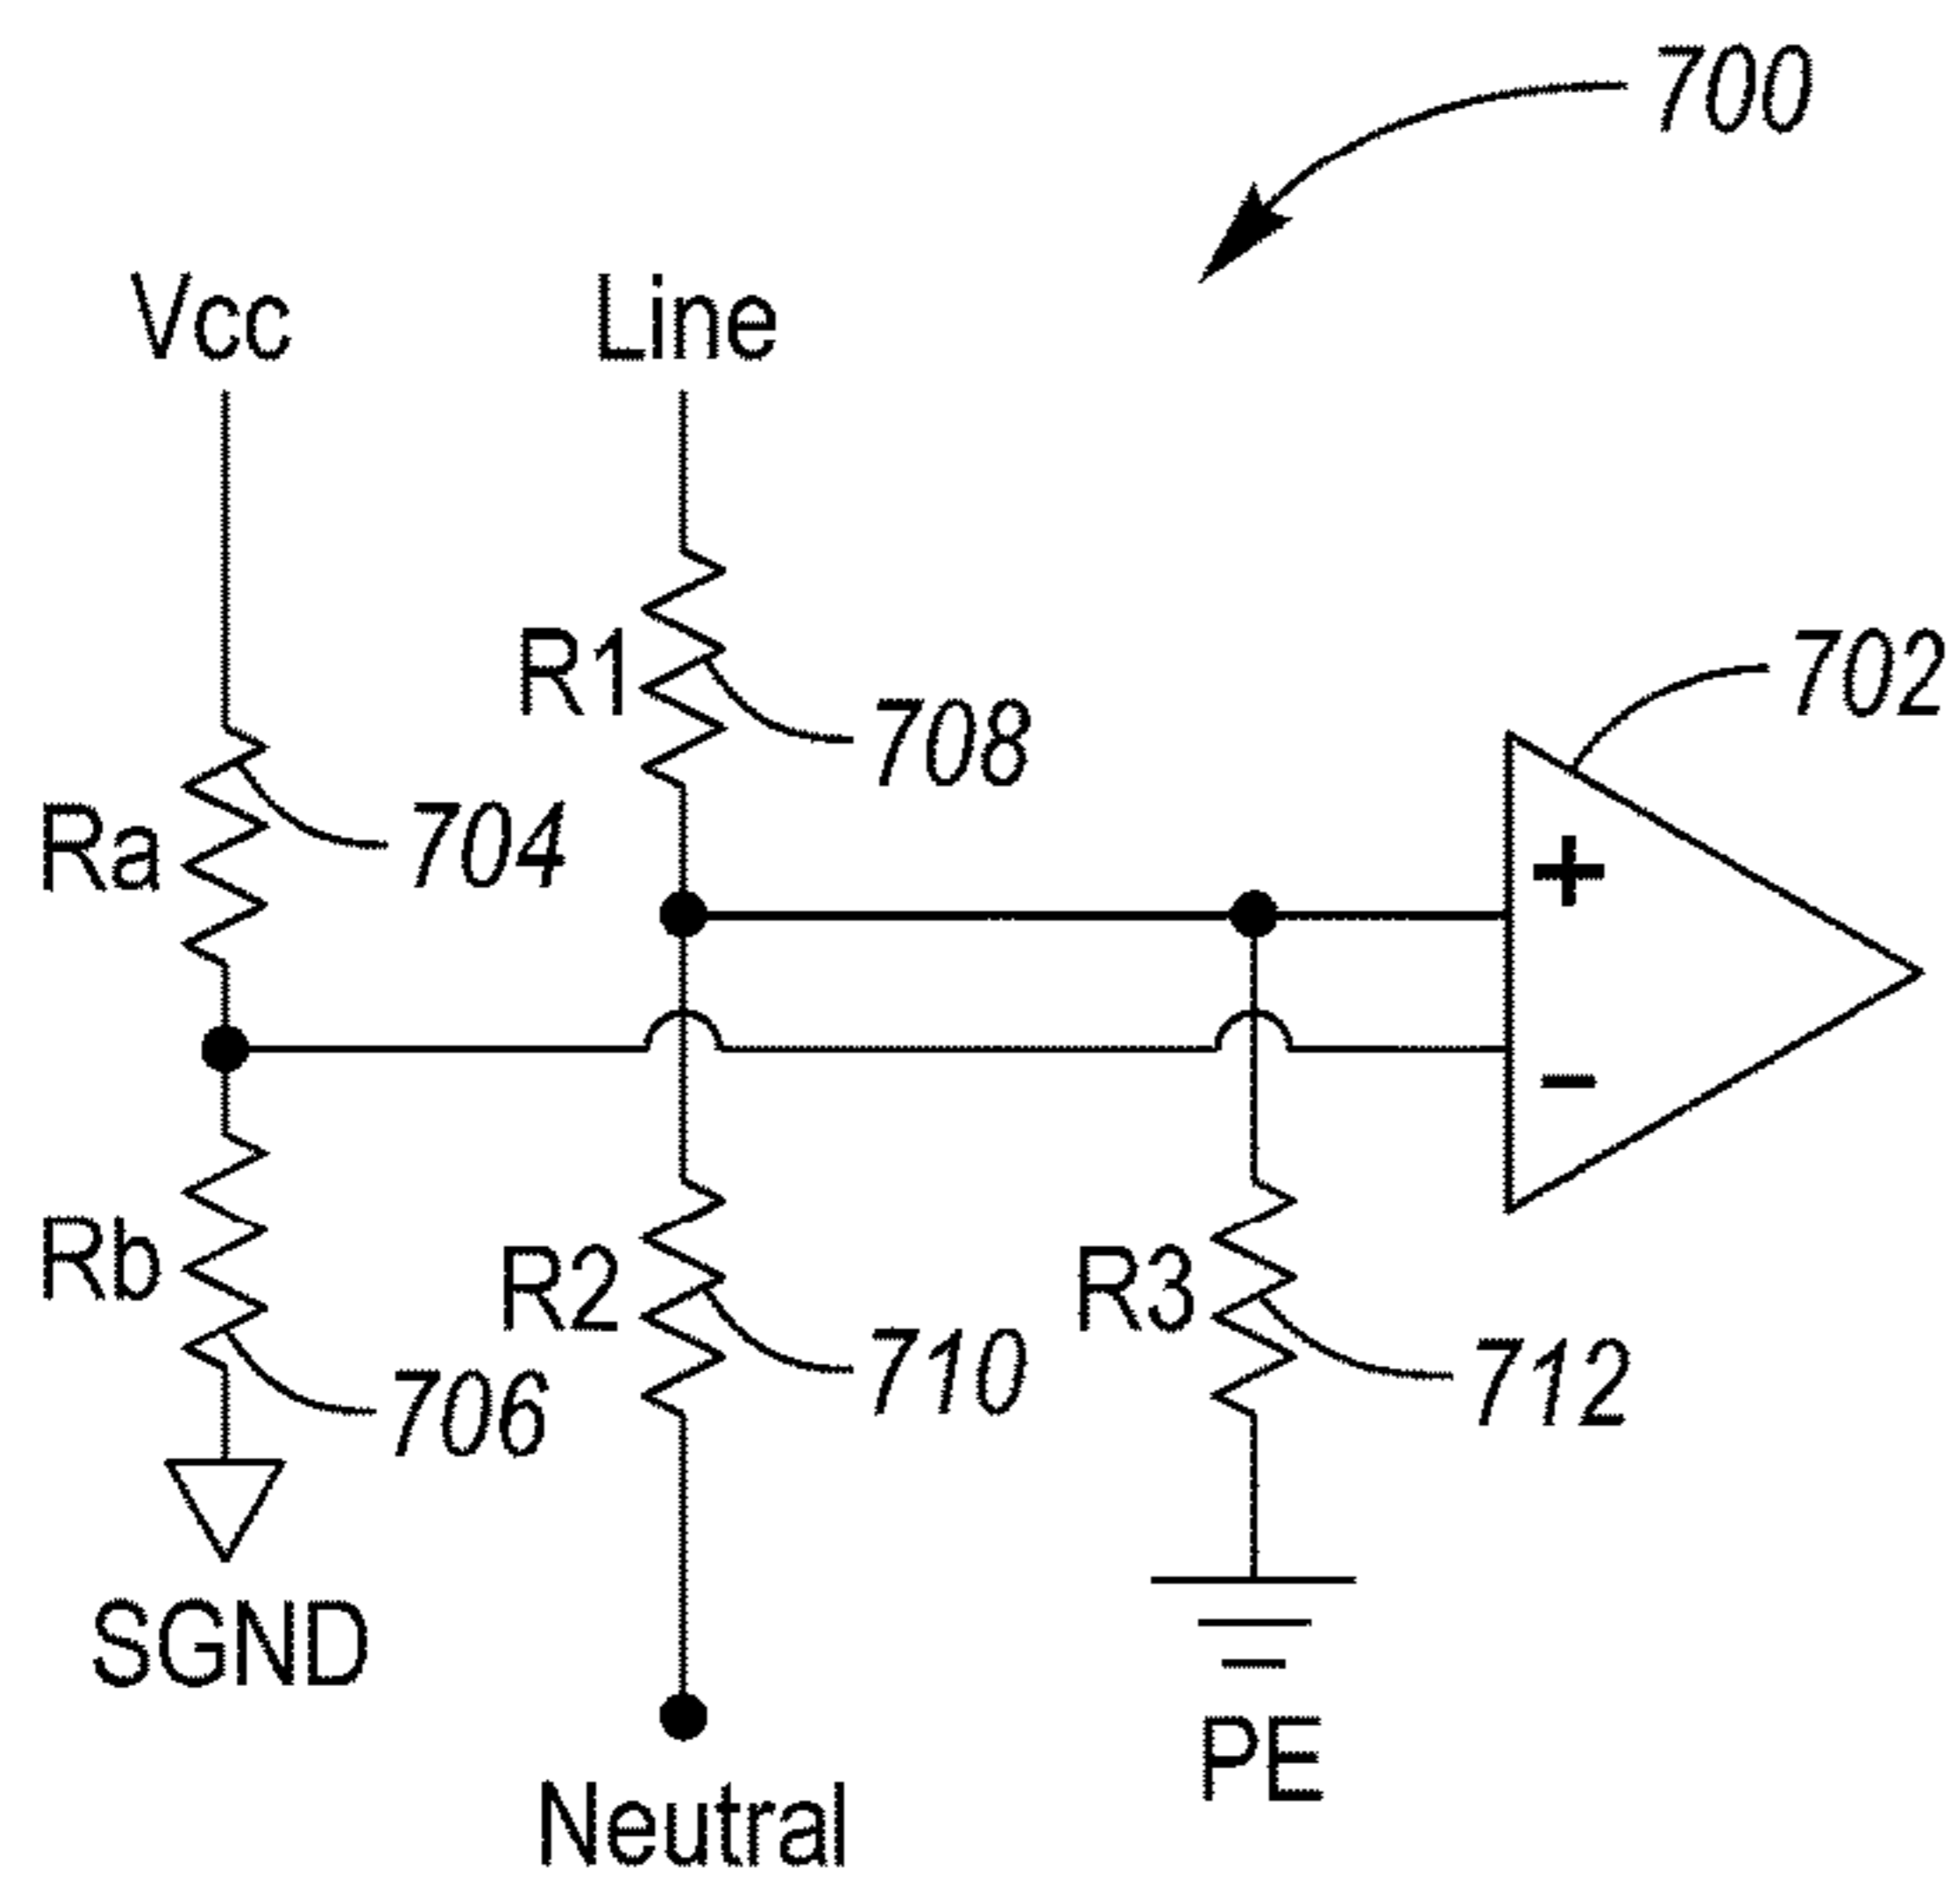 700
Vcc
Line
R1
702
708
Ra
704
+
-
Rb
R2
R3
710
712
706
SGND
PE
Neutral